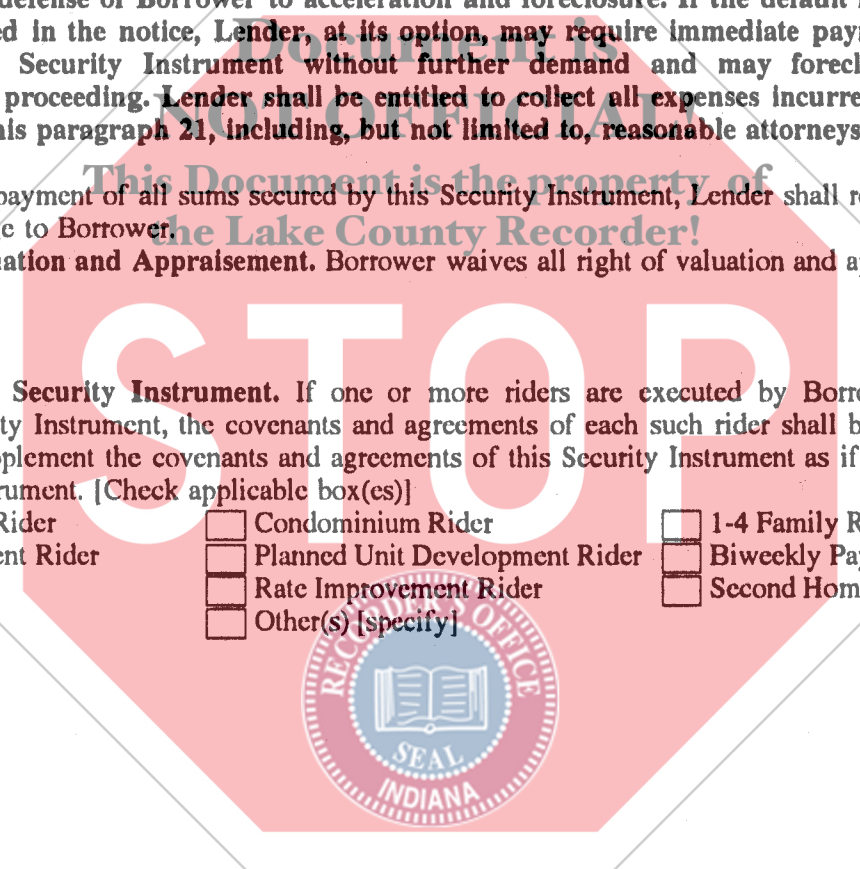 defense of Borrower to acceleration and foreclosure. If the default
ed in the notice, Lender, at its option, may require immediate pay
Security Instrument without further demand and may forecl
proceeding. Lender shall be entitled to collect all expenses incurre
his paragraph 21, including, but not limited to, reasonable attorneys
Document is
NOT OFFICIAL!
This Document is the property of
the Lake County Recorder!
payment of all sums secured by this Security Instrument, Lender shall r
e to Borrower.
ation and Appraisement. Borrower waives all right of valuation and a
STOP
Security Instrument. If one or more riders are executed by Borr
ty Instrument, the covenants and agreements of each such rider shall b
pplement the covenants and agreements of this Security Instrument as if
rument. [Check applicable box(es)]
Rider Condominium Rider 1-4 Family R
ent Rider Planned Unit Development Rider Biweekly Pa
Rate Improvement Rider Second Hom
Other(s) [specify]
RECORDER'S OFFICE
SEAL
INDIANA